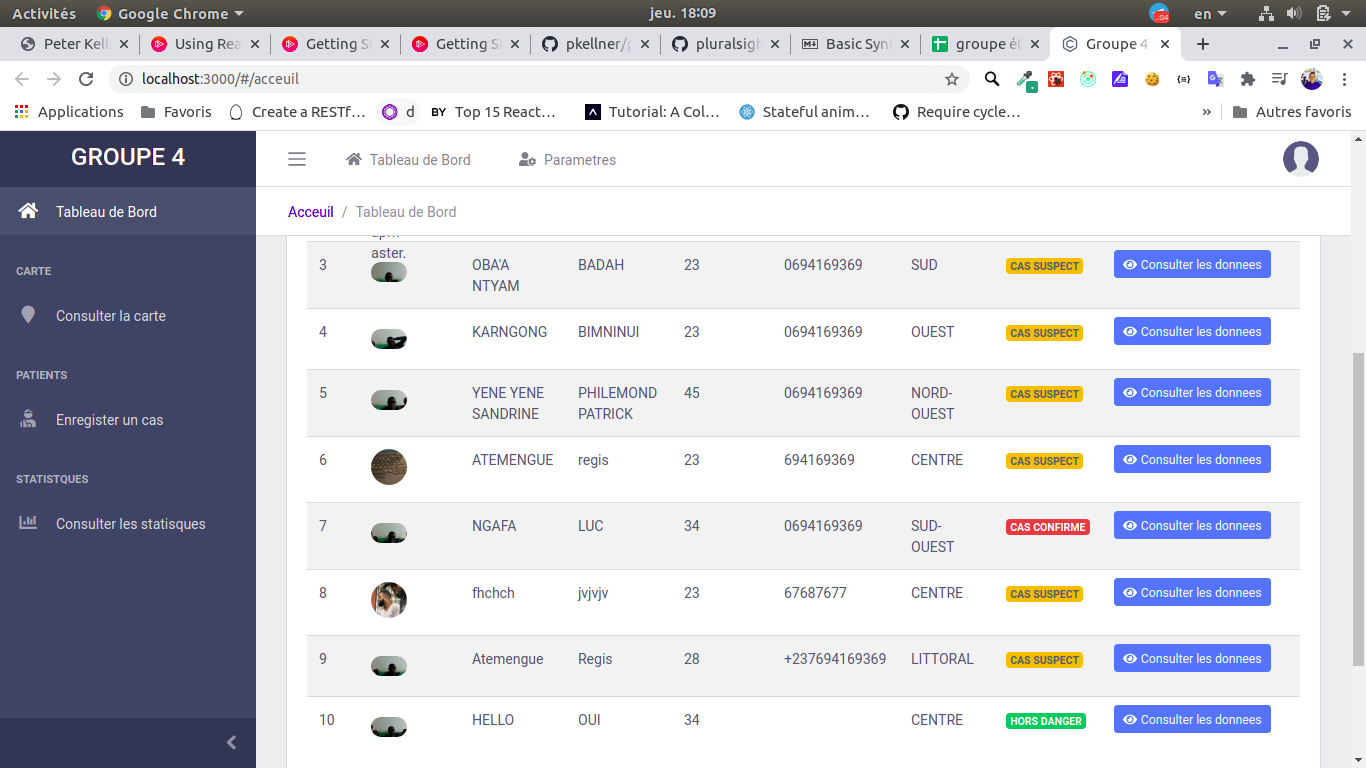 Activités Google Chrome jeu. 18:09 en
Peter Kell Using Rea Getting S Getting S pkellner/p pluralsigh Basic Syn groupe ét Groupe 4
localhost:3000/#/acceuil
Applications Favoris Create a RESTf… d BY Top 15 React… Tutorial: A Col… Stateful anim… Require cycle… » Autres favoris
GROUPE 4
Tableau de Bord
CARTE
Consulter la carte
PATIENTS
Enregister un cas
STATISTQUES
Consulter les statisques
Tableau de Bord Parametres
Acceuil / Tableau de Bord
aster.
3 OBA'A BADAH 23 0694169369 SUD CAS SUSPECT Consulter les donnees
NTYAM
4 KARNGONG BIMNINUI 23 0694169369 OUEST CAS SUSPECT Consulter les donnees
5 YENE YENE PHILEMOND 45 0694169369 NORD- CAS SUSPECT Consulter les donnees
SANDRINE PATRICK OUEST
6 ATEMENGUE regis 23 694169369 CENTRE CAS SUSPECT Consulter les donnees
7 NGAFA LUC 34 0694169369 SUD- CAS CONFIRME Consulter les donnees
OUEST
8 fhchch jvjvjv 23 67687677 CENTRE CAS SUSPECT Consulter les donnees
9 Atemengue Regis 28 +237694169369 LITTORAL CAS SUSPECT Consulter les donnees
10 HELLO OUI 34 CENTRE HORS DANGER Consulter les donnees